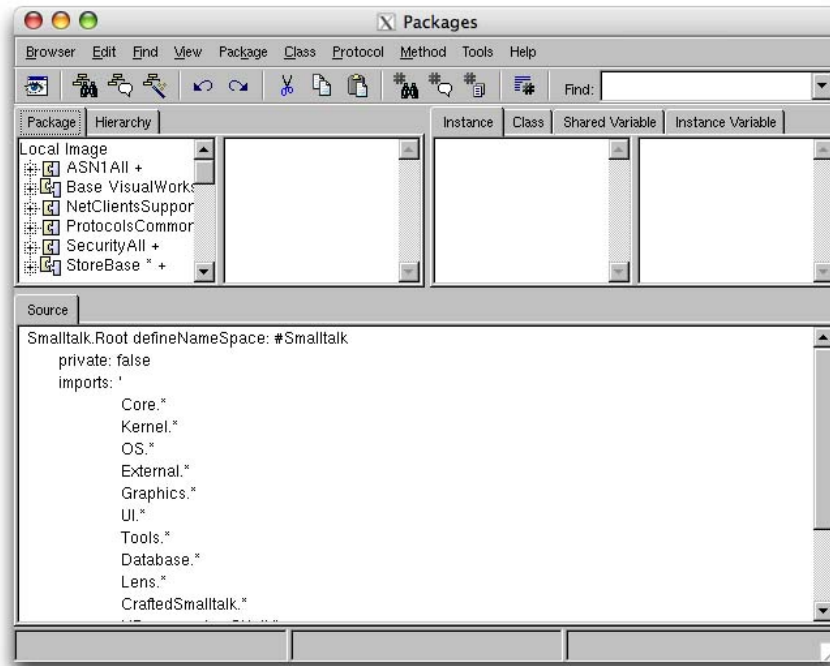 Packages
Browser Edit Find View Package Class Protocol Method Tools Help
Find:
Package Hierarchy
Instance Class Shared Variable Instance Variable
Local Image
ASN1All +
Base VisualWorks
NetClientsSuppor
ProtocolsCommor
SecurityAll +
StoreBase * +
Source
Smalltalk.Root defineNameSpace: #Smalltalk
private: false
imports: '
Core.*
Kernel.*
OS.*
External.*
Graphics.*
UI.*
Tools.*
Database.*
Lens.*
CraftedSmalltalk.*